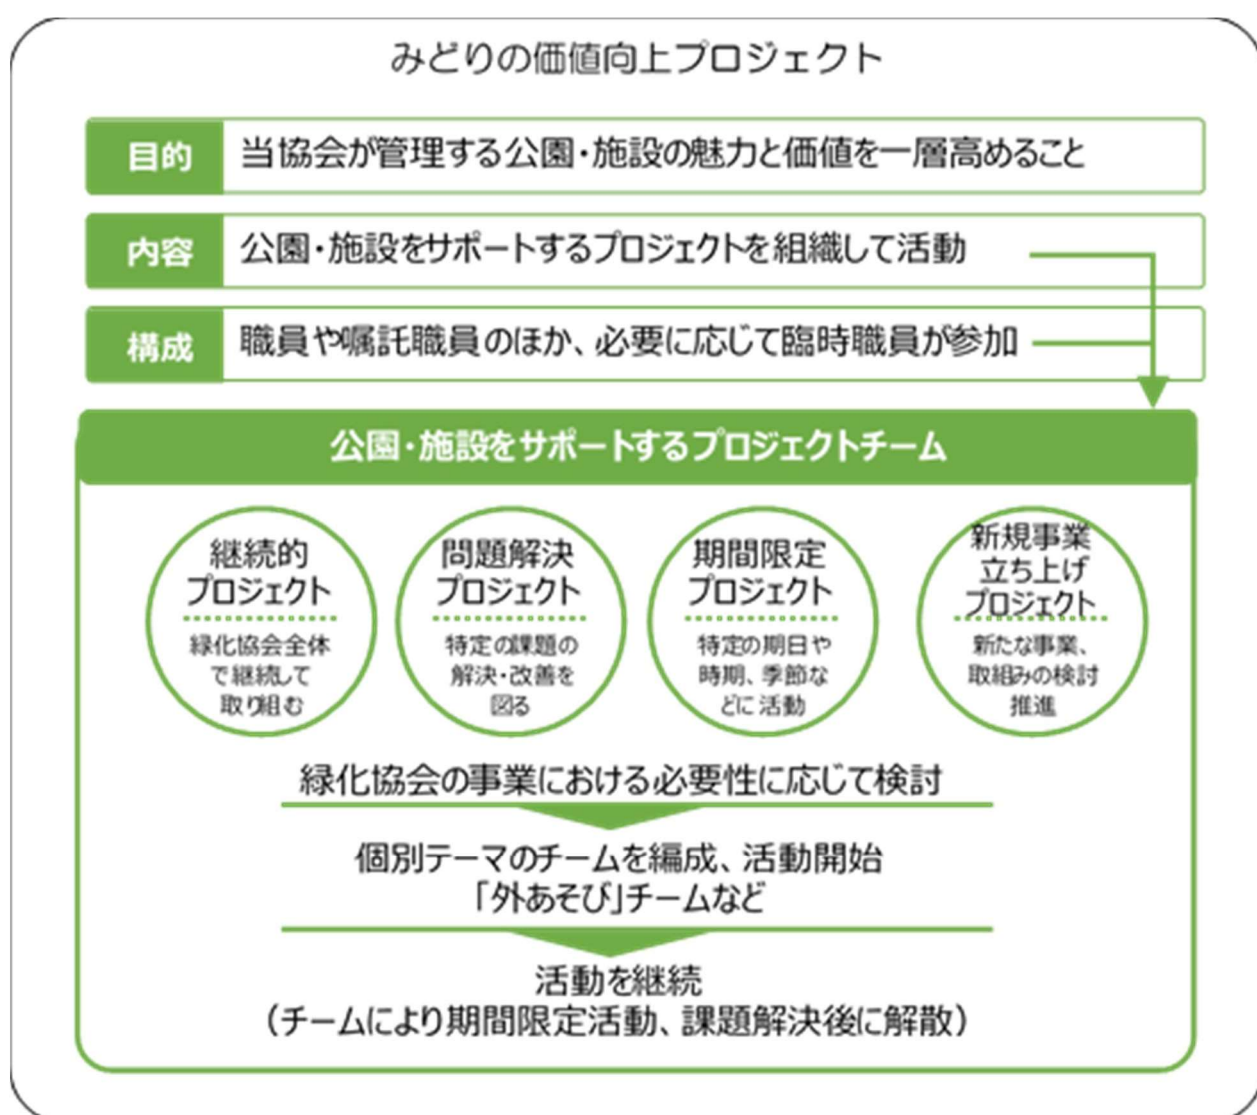 みどりの価値向上プロジェクト
目的
当協会が管理する公園・施設の魅力と価値を一層高めること
内容
公園・施設をサポートするプロジェクトを組織して活動
構成
職員や嘱託職員のほか、必要に応じて臨時職員が参加
公園・施設をサポートするプロジェクトチーム
継続的
プロジェクト
緑化協会全体
で継続して
取り組む
問題解決
プロジェクト
特定の課題の
解決・改善を
図る
期間限定
プロジェクト
特定の期日や
時期、季節な
どに活動
新規事業
立ち上げ
プロジェクト
新たな事業、
取組みの検討
推進
緑化協会の事業における必要性に応じて検討
個別テーマのチームを編成、活動開始
「外あそび」チームなど
活動を継続
（チームにより期間限定活動、課題解決後に解散）